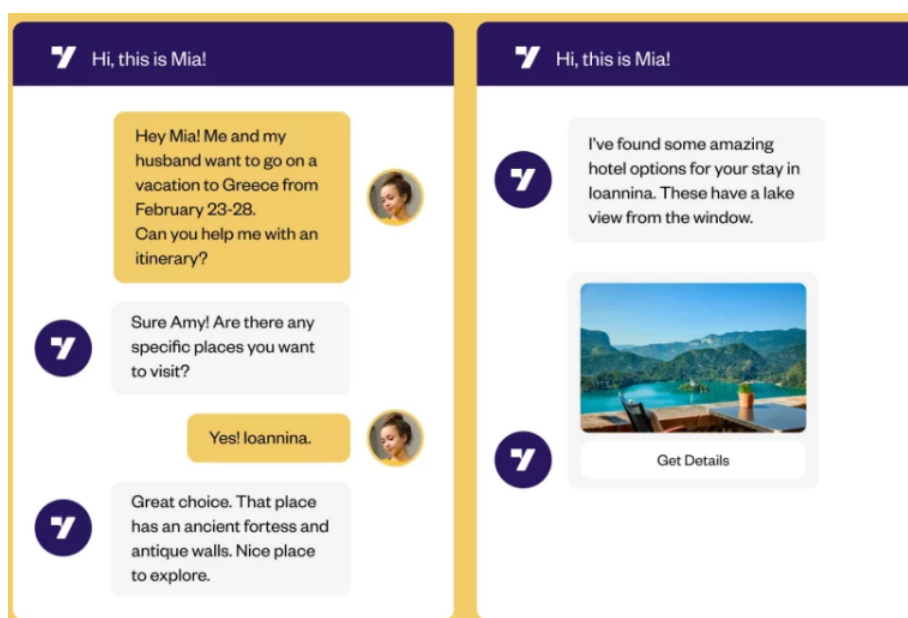 Hi, this is Mia!
Hey Mia! Me and my
husband want to go on a
vacation to Greece from
February 23-28.
Can you help me with an
itinerary?
Sure Amy! Are there any
specific places you want
to visit?
Yes! Ioannina.
Great choice. That place
has an ancient fortess and
antique walls. Nice place
to explore.
Hi, this is Mia!
I've found some amazing
hotel options for your stay in
Ioannina. These have a lake
view from the window.
Get Details